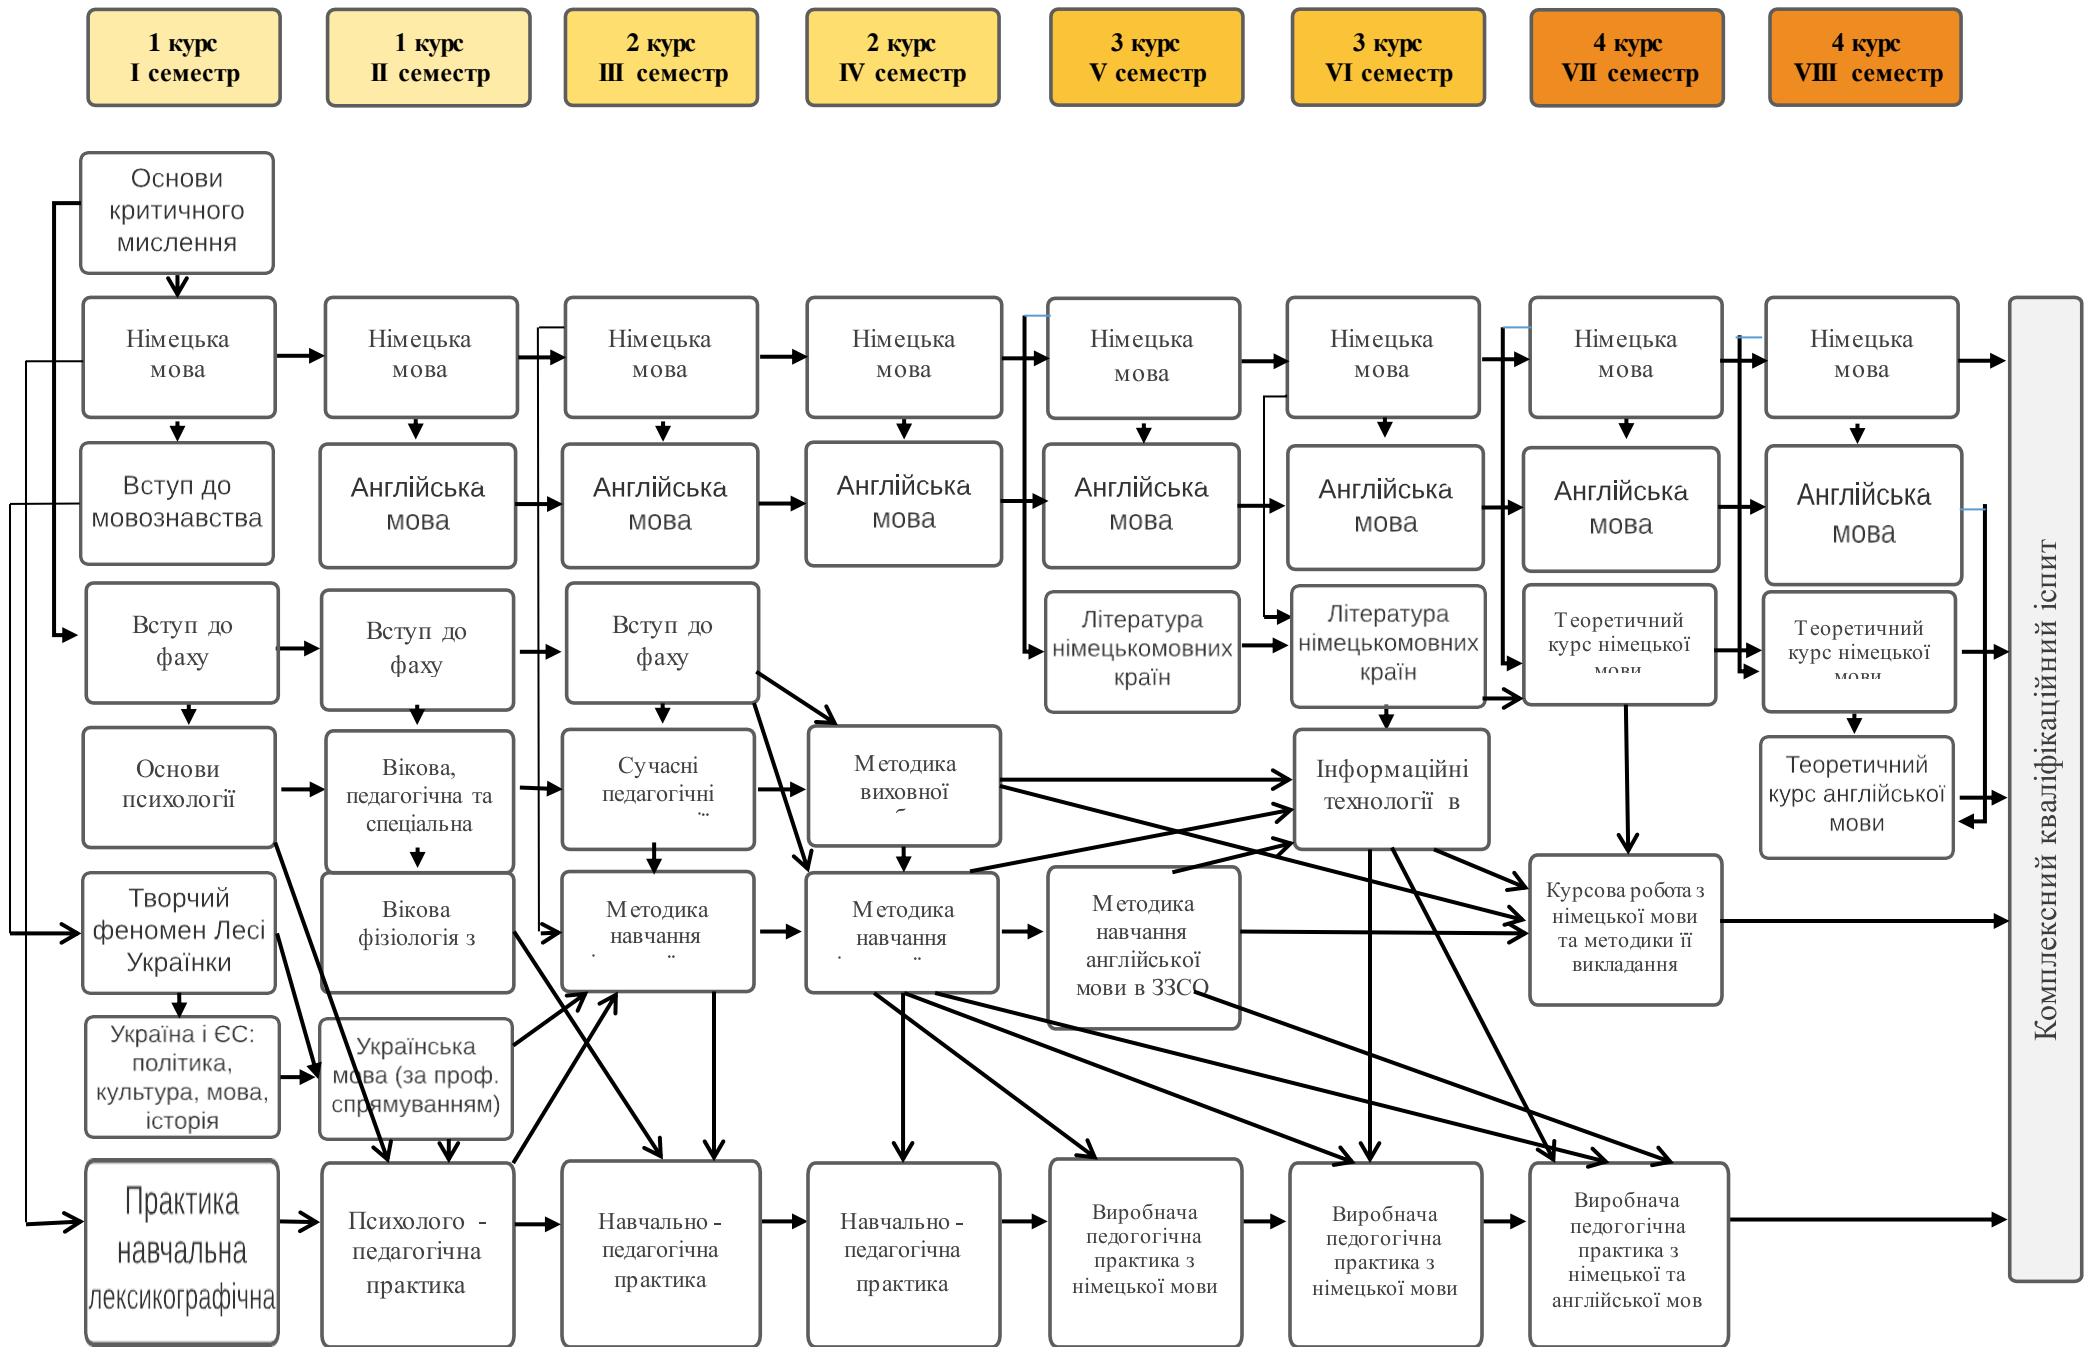 1 курс
I семестр
1 курс
II семестр
2 курс
III семестр
2 курс
IV семестр
3 курс
V семестр
3 курс
VI семестр
4 курс
VII семестр
4 курс
VIII семестр
Основи
критичного
мислення
Німецька
мова
Німецька
мова
Німецька
мова
Німецька
мова
Німецька
мова
Німецька
мова
Німецька
мова
Німецька
мова
Вступ до
мовознавства
Англійська
мова
Англійська
мова
Англійська
мова
Англійська
мова
Англійська
мова
Англійська
мова
Англійська
мова
Вступ до
фаху
Вступ до
фаху
Вступ до
фаху
Література
німецькомовних
країн
Література
німецькомовних
країн
Теоретичний
курс німецької
мови
Теоретичний
курс німецької
мови
Основи
психології
Вікова,
педагогічна та
спеціальна
Сучасні
педагогічні
Методика
виховної
Інформаційні
технології в
Теоретичний
курс англійської
мови
Творчий
феномен Лесі
Українки
Вікова
фізіологія з
Методика
навчання
Методика
навчання
Методика
навчання
англійської
мови в ЗЗСО
Курсова робота з
німецької мови
та методики її
викладання
Україна і ЄС:
політика,
культура, мова,
історія
Українська
мова (за проф.
спрямуванням)
Практика
навчальна
лексикографічна
Психолого -
педагогічна
практика
Навчально -
педагогічна
практика
Навчально -
педагогічна
практика
Виробнача
педогогічна
практика з
німецької мови
Виробнача
педогогічна
практика з
німецької мови
Виробнача
педогогічна
практика з
німецької та
англійської мов
Комплексний кваліфікаційний іспит